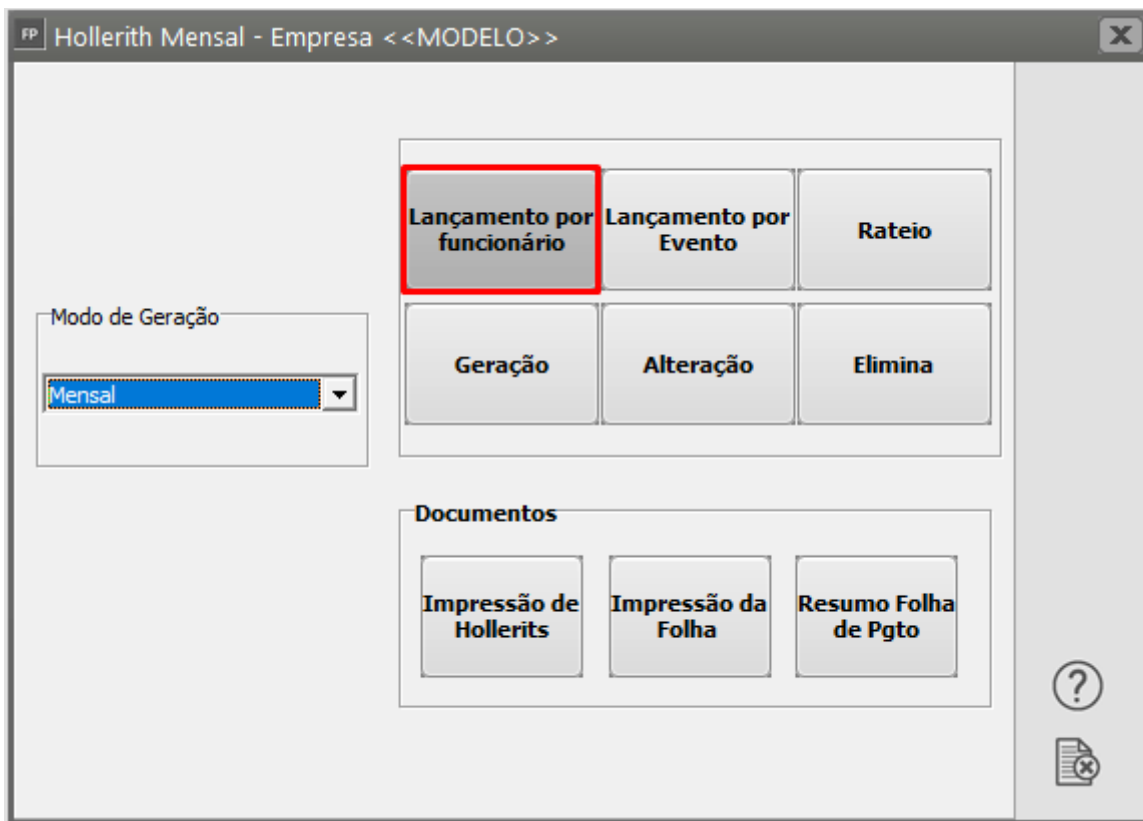 FP Hollerith Mensal - Empresa <<MODELO>>
Lançamento por
funcionário
Lançamento por
Evento
Rateio
Modo de Geração
Mensal
Geração
Alteração
Elimina
Documentos
Impressão de
Hollerits
Impressão da
Folha
Resumo Folha
de Pgto
?